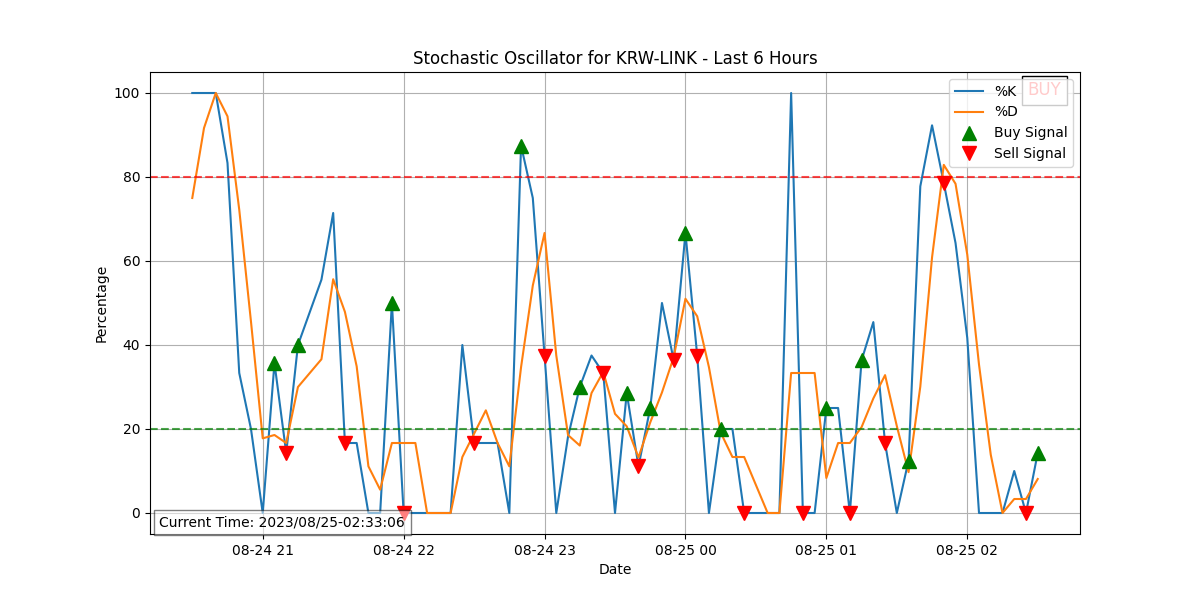 Stochastic Oscillator for KRW-LINK - Last 6 Hours
%K
BUY
%D
Buy Signal
Sell Signal
100
80
60
40
20
0
Percentage
Current Time: 2023/08/25-02:33:06
08-24 21 08-24 22 08-24 23 08-25 00 08-25 01 08-25 02
Date